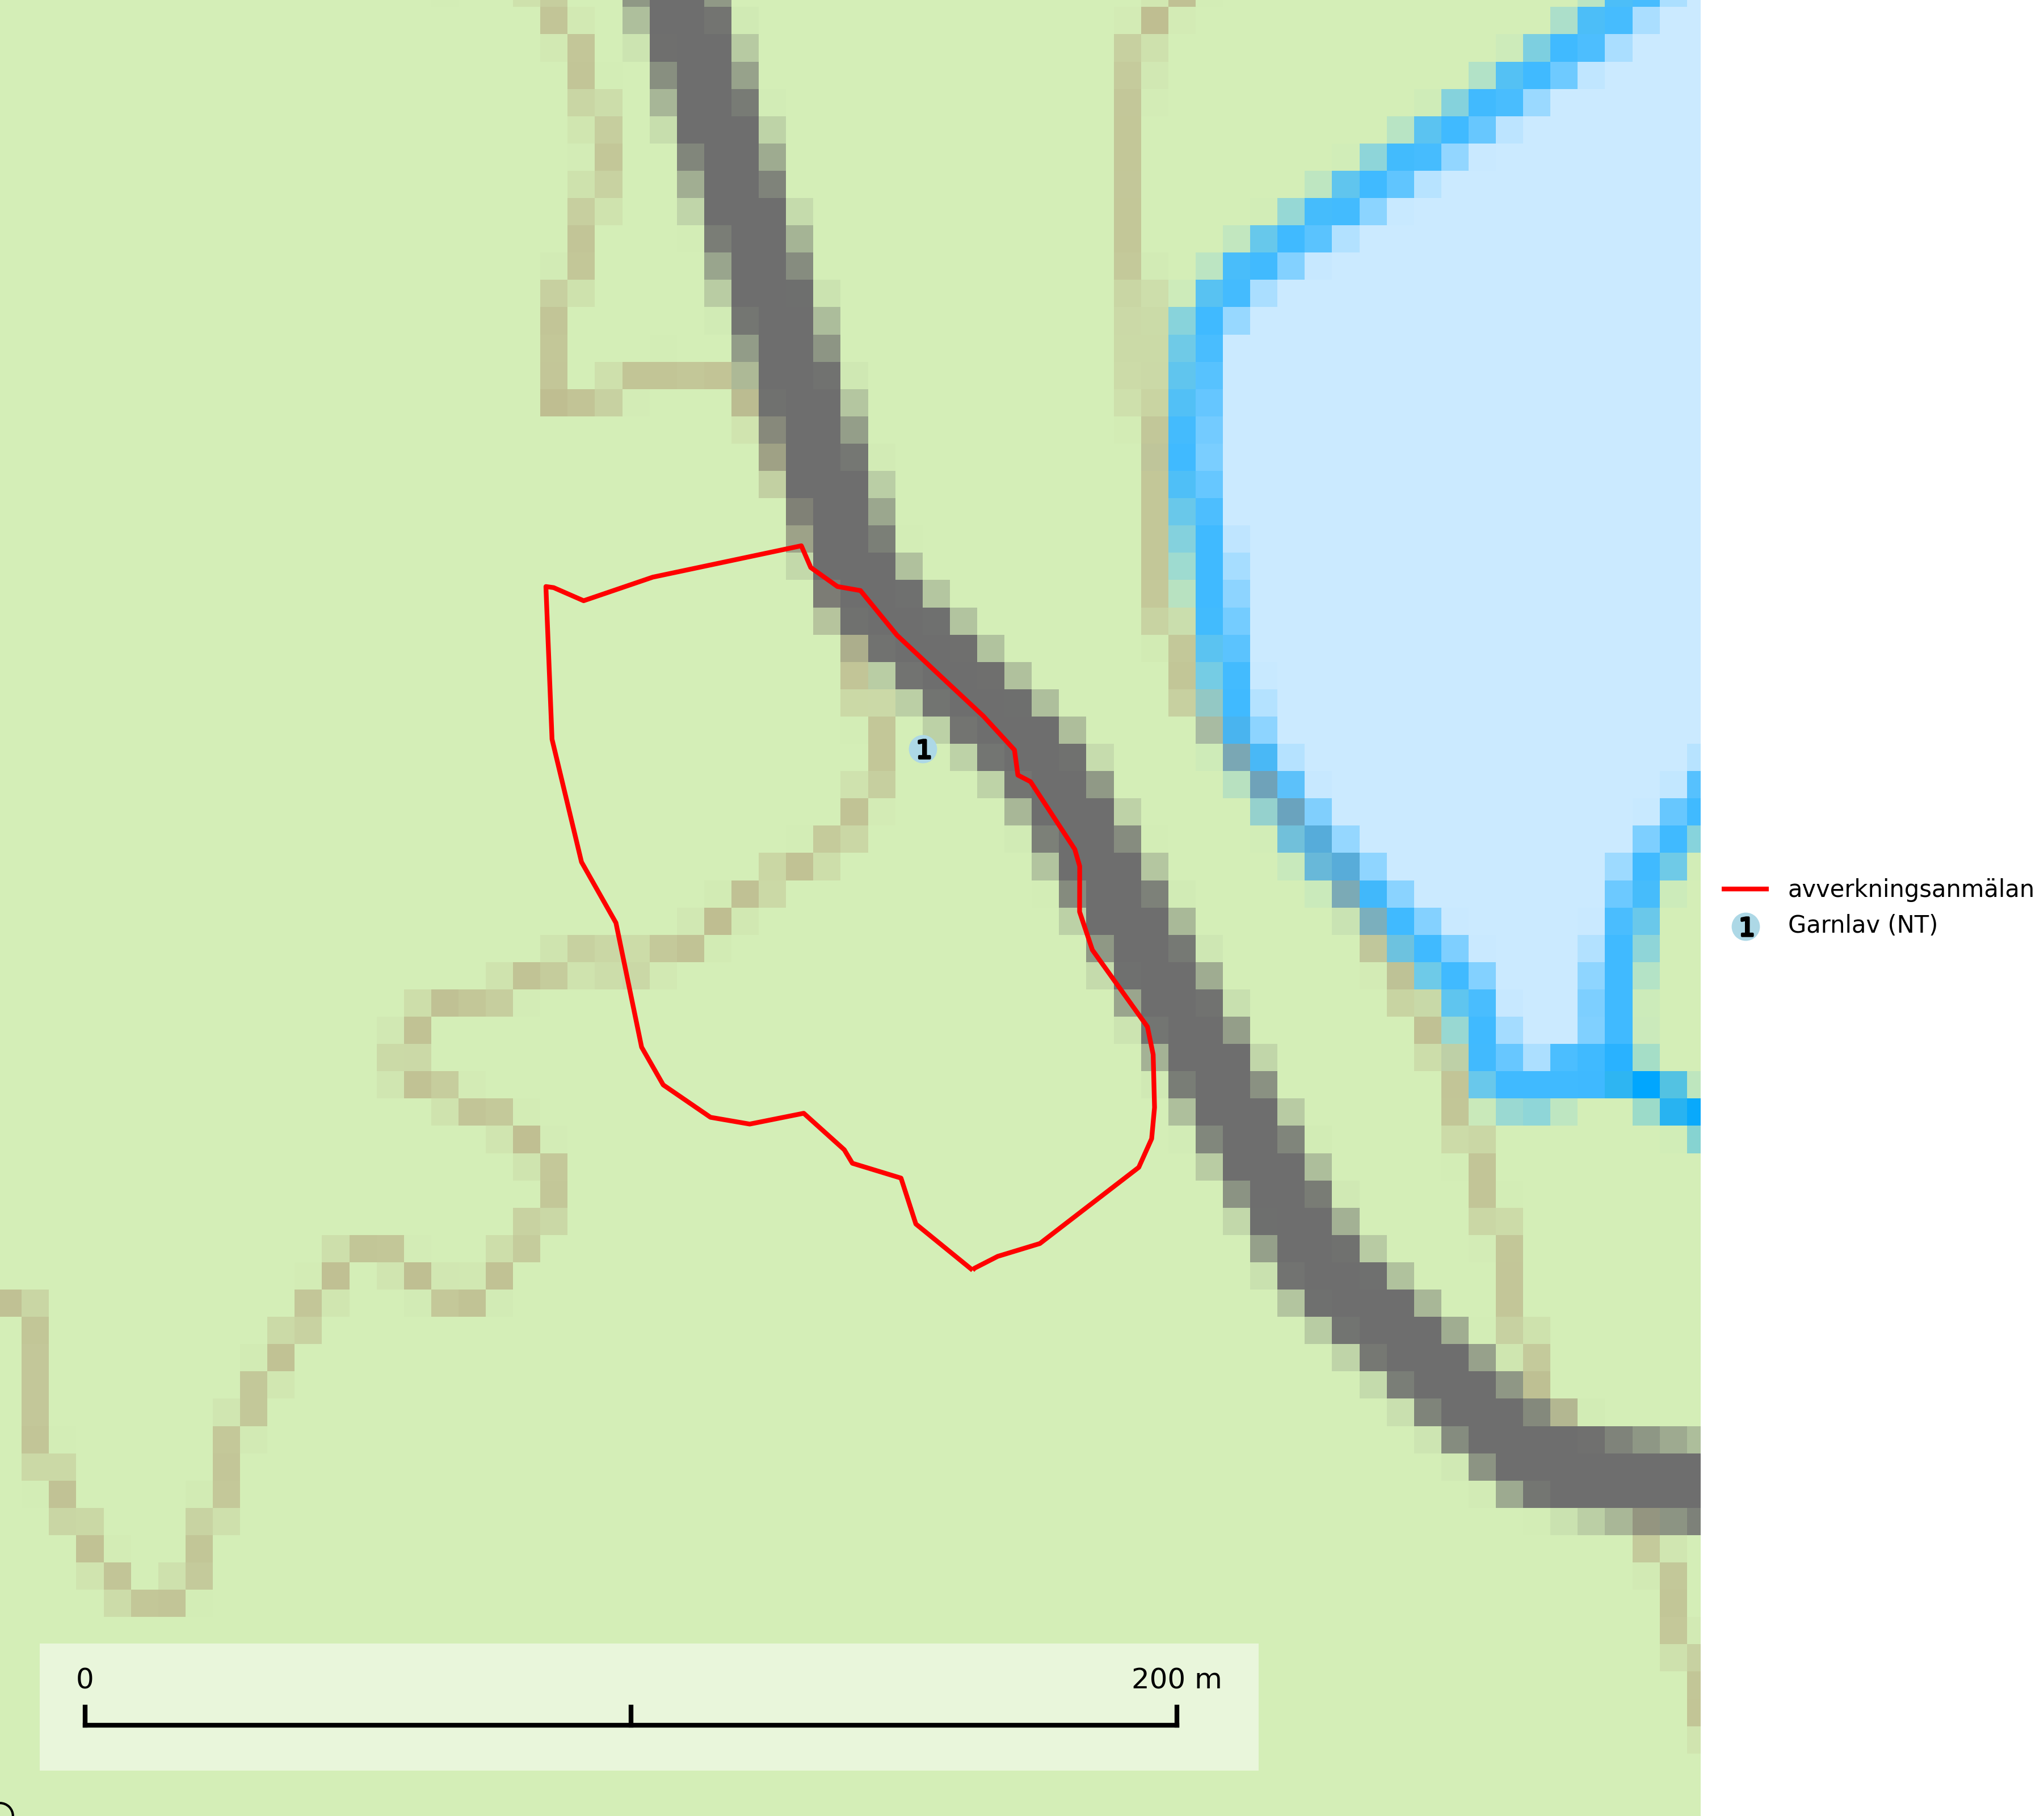 1
avverkningsanmälan
1 Garnlav (NT)
0 200 m